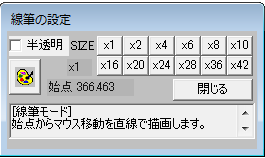 線筆の設定
半透明 SIZE x1 x2 x4 x6 x8 x10
x1 x16 x20 x24 x28 x36 x42
始点 366.463 閉じる
[線筆モード]
始点からマウス移動を直線で描画します。